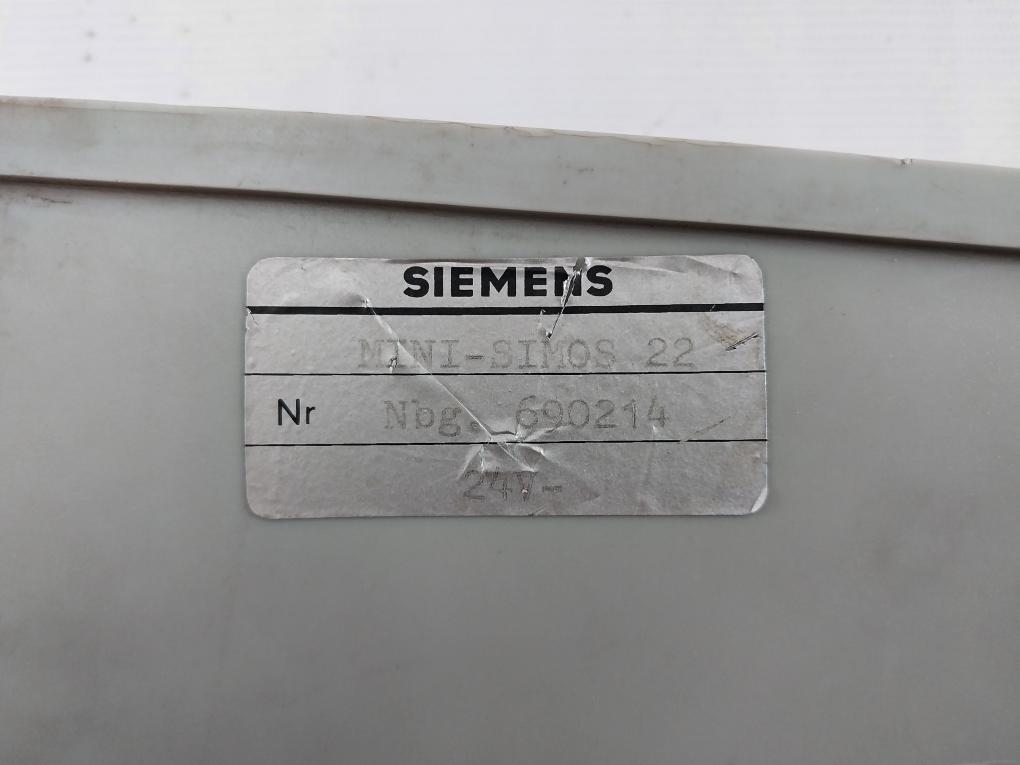 SIEMENS
MINI-SIMOS 22
Nr Nbg. 690214
24V-